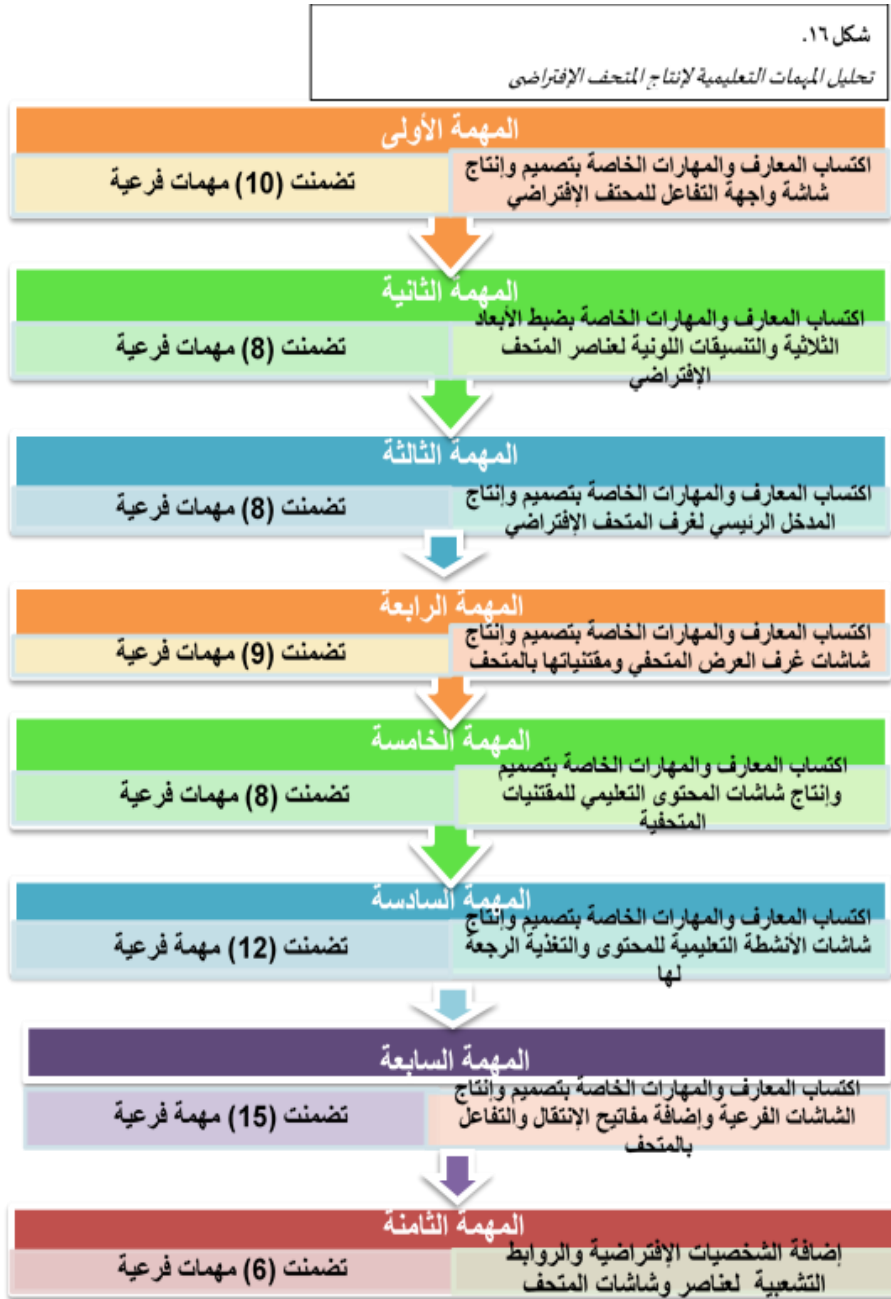 شكل ١٦.
تحليل المهمات التعليمية لإنتاج المتحف الإفتراضي
المهمة الأولى
اكتساب المعارف والمهارات الخاصة بتصميم وإنتاج
شاشة واجهة التفاعل للمحتف الإفتراضي
تضمنت (10) مهمات فرعية
المهمة الثانية
اكتساب المعارف والمهارات الخاصة بضبط الأبعاد
الثلاثية والتنسيقات اللونية لعناصر المتحف
الإفتراضي
تضمنت (8) مهمات فرعية
المهمة الثالثة
اكتساب المعارف والمهارات الخاصة بتصميم وإنتاج
المدخل الرئيسي لغرف المتحف الإفتراضي
تضمنت (8) مهمات فرعية
المهمة الرابعة
اكتساب المعارف والمهارات الخاصة بتصميم وإنتاج
شاشات غرف العرض المتحفي ومقتنياتها بالمتحف
تضمنت (9) مهمات فرعية
المهمة الخامسة
اكتساب المعارف والمهارات الخاصة بتصميم
وإنتاج شاشات المحتوى التعليمي للمقتنيات
المتحفية
تضمنت (8) مهمات فرعية
المهمة السادسة
اكتساب المعارف والمهارات الخاصة بتصميم وإنتاج
شاشات الأنشطة التعليمية للمحتوى والتغذية الرجعة
لها
تضمنت (12) مهمة فرعية
المهمة السابعة
اكتساب المعارف والمهارات الخاصة بتصميم وإنتاج
الشاشات الفرعية وإضافة مفاتيح الإنتقال والتفاعل
بالمتحف
تضمنت (15) مهمة فرعية
المهمة الثامنة
إضافة الشخصيات الإفتراضية والروابط
التشعبية لعناصر وشاشات المتحف
تضمنت (6) مهمات فرعية